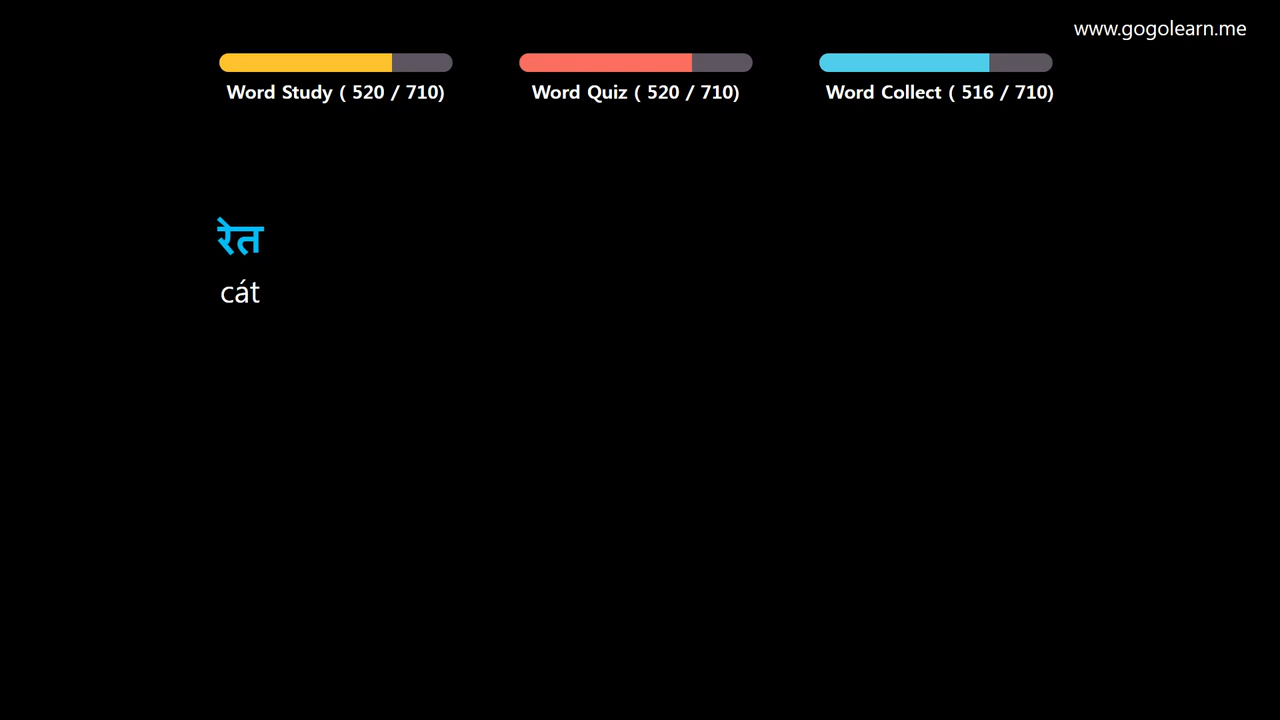 www.gogolearn.me
Word Study ( 520 / 710)
Word Quiz ( 520 / 710)
Word Collect ( 516 / 710)
रेत
cát